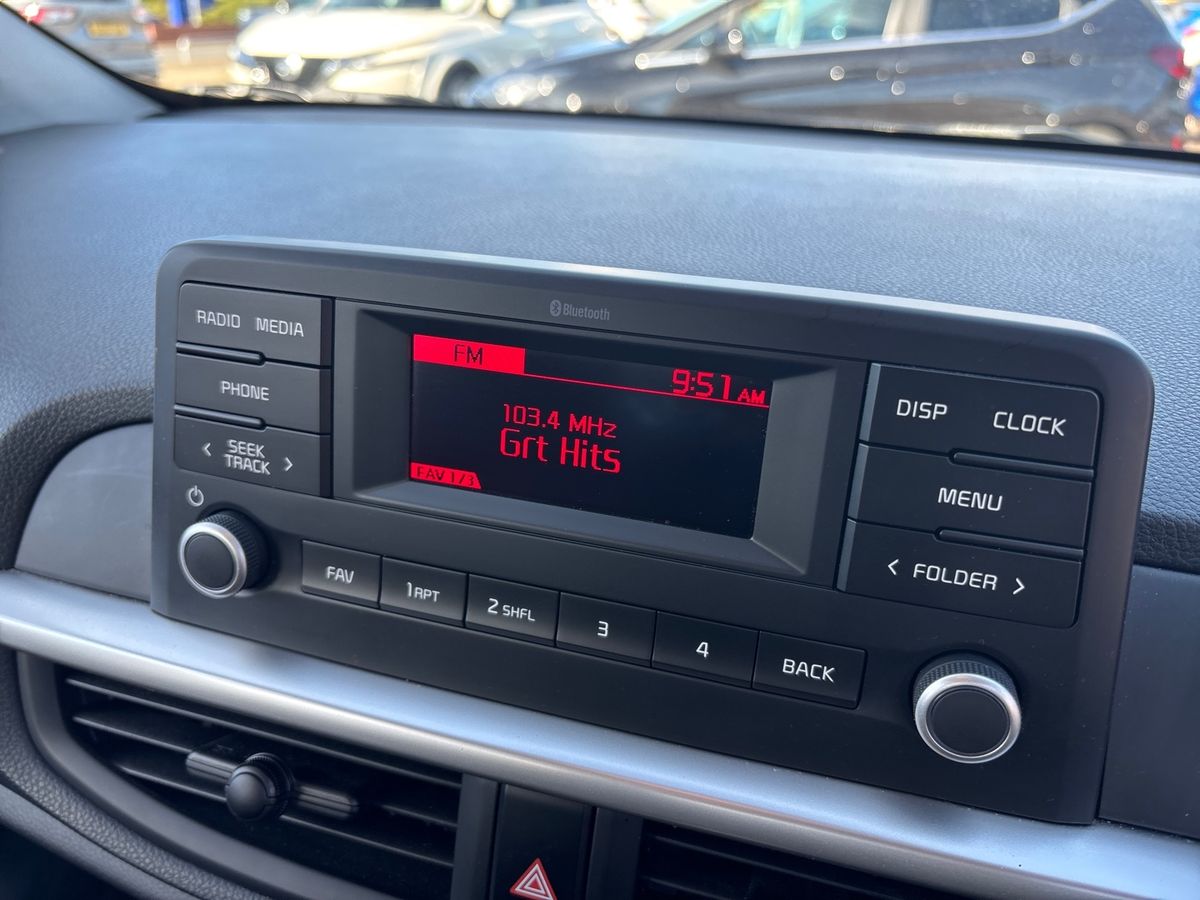 Bluetooth
RADIO MEDIA
PHONE
< SEEK TRACK >
FM
9:51 AM
103.4 MHz
Grt Hits
FAV 1/3
DISP CLOCK
MENU
< FOLDER >
FAV
1 RPT
2 SHFL
3
4
BACK